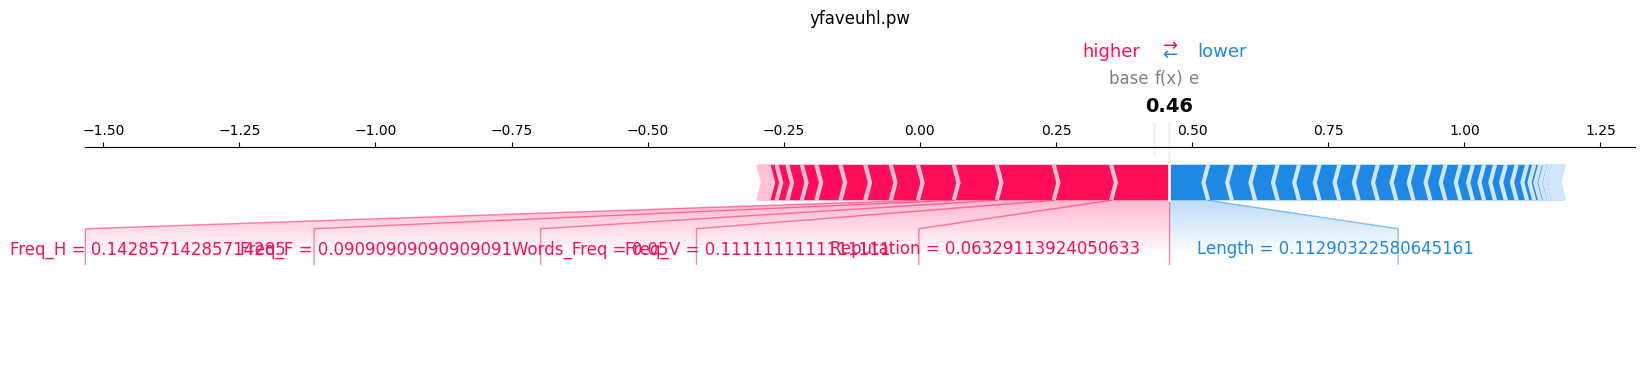 yfaveuhl.pw
higher ⇄ lower
base f(x) e
0.46
−1.50 −1.25 −1.00 −0.75 −0.50 −0.25 0.00 0.25 0.50 0.75 1.00 1.25
Freq_H = 0.14285714285714285 Freq_F = 0.09090909090909091 Words_Freq = 0.05 Freq_V = 0.1111111111111111 Reputation = 0.06329113924050633 Length = 0.11290322580645161